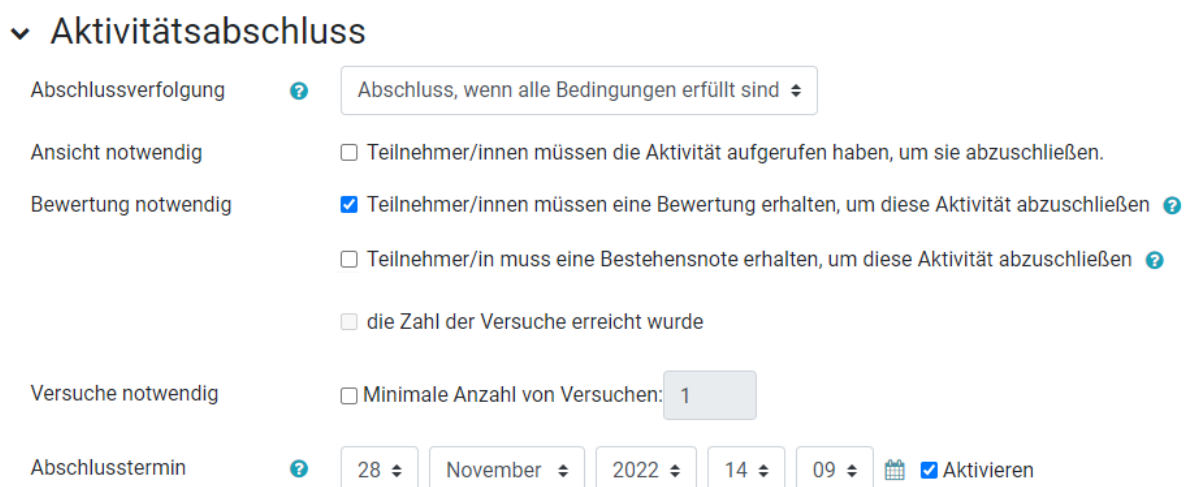 Aktivitätsabschluss
Abschlussverfolgung ? Abschluss, wenn alle Bedingungen erfüllt sind
Ansicht notwendig Teilnehmer/innen müssen die Aktivität aufgerufen haben, um sie abzuschließen.
Bewertung notwendig Teilnehmer/innen müssen eine Bewertung erhalten, um diese Aktivität abzuschließen ?
Teilnehmer/in muss eine Bestehensnote erhalten, um diese Aktivität abzuschließen ?
die Zahl der Versuche erreicht wurde
Versuche notwendig Minimale Anzahl von Versuchen: 1
Abschlusstermin ? 28 November 2022 14 09 Aktivieren